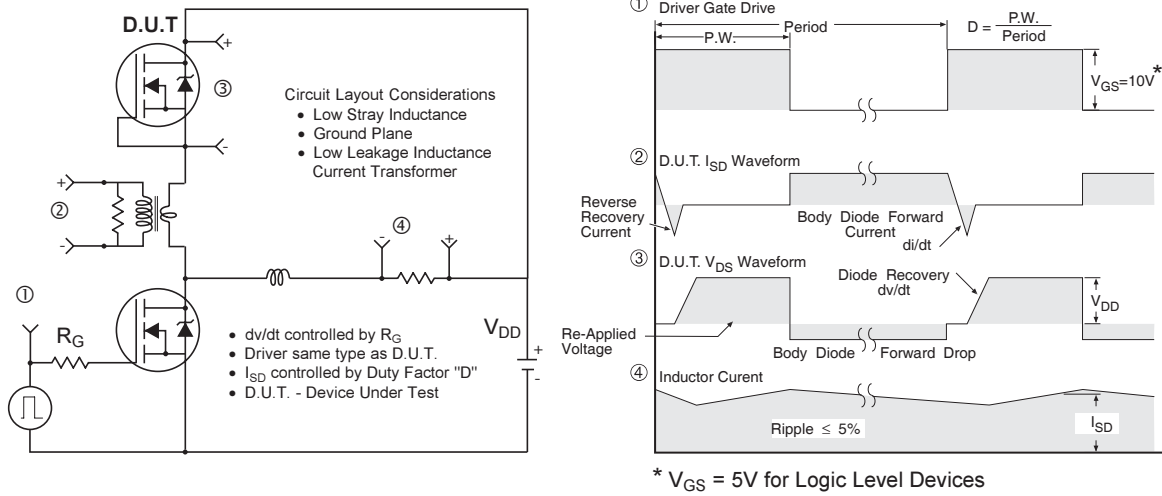 D.U.T
+
③
-
Circuit Layout Considerations
• Low Stray Inductance
• Ground Plane
• Low Leakage Inductance
Current Transformer
+
②
-
④
- +
①
RG
VDD
+
-
• dv/dt controlled by RG
• Driver same type as D.U.T.
• ISD controlled by Duty Factor "D"
• D.U.T. - Device Under Test
① Driver Gate Drive
P.W.
Period
D = P.W.
Period
VGS=10V*
② D.U.T. ISD Waveform
Reverse
Recovery
Current
Body Diode Forward
Current
di/dt
③ D.U.T. VDS Waveform
Diode Recovery
dv/dt
VDD
Re-Applied
Voltage
Body Diode Forward Drop
④ Inductor Curent
Ripple ≤ 5%
ISD
* VGS = 5V for Logic Level Devices